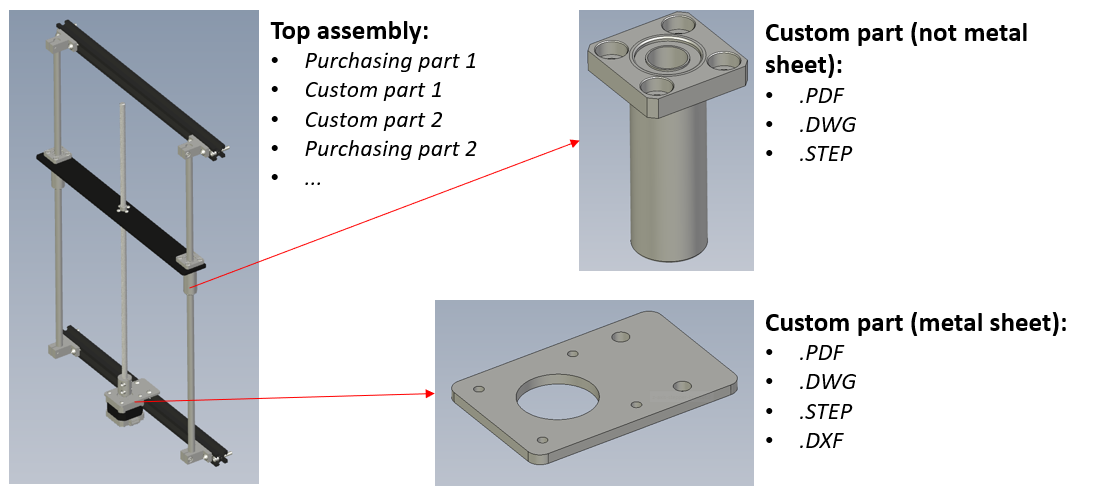 Top assembly:
• Purchasing part 1
• Custom part 1
• Custom part 2
• Purchasing part 2
• ...
Custom part (not metal
sheet):
• .PDF
• .DWG
• .STEP
Custom part (metal sheet):
• .PDF
• .DWG
• .STEP
• .DXF